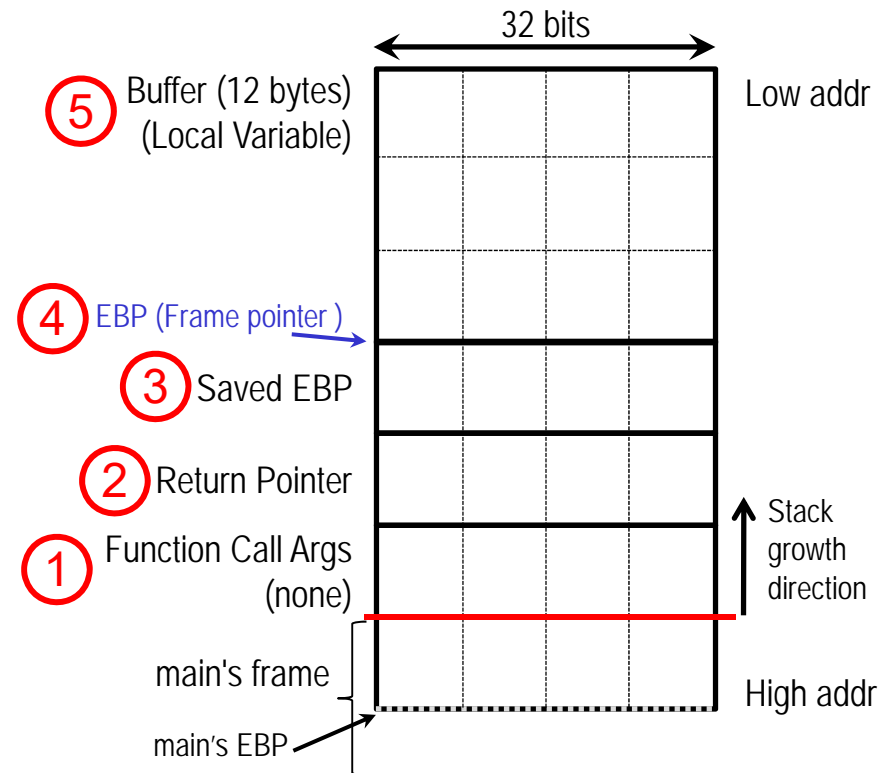 32 bits
5
Buffer (12 bytes)
(Local Variable)
Low addr
4
EBP (Frame pointer )
3
Saved EBP
2
Return Pointer
1
Function Call Args
(none)
Stack
growth
direction
main's frame
High addr
main's EBP